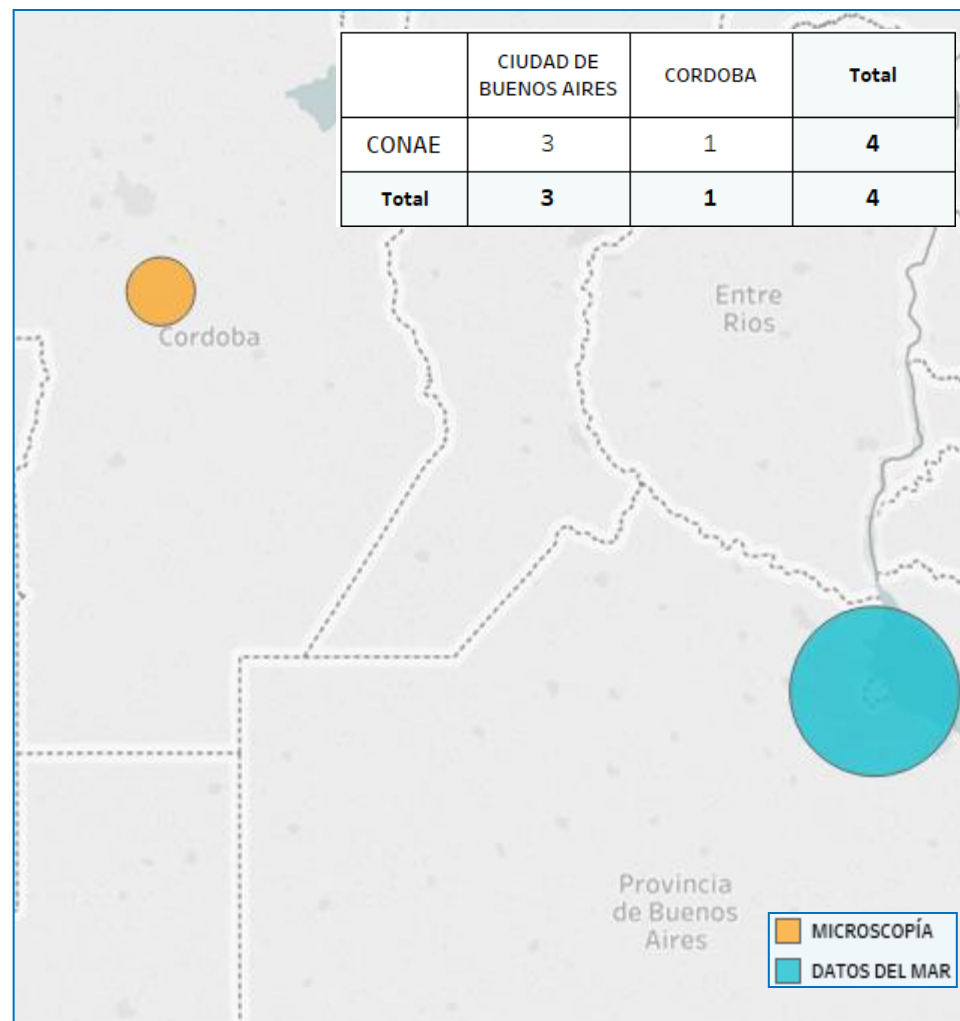 CIUDAD DE
BUENOS AIRES
CORDOBA
Total
CONAE 3 1 4
Total 3 1 4
Entre
Rios
Cordoba
Provincia
de Buenos
Aires
MICROSCOPÍA
DATOS DEL MAR